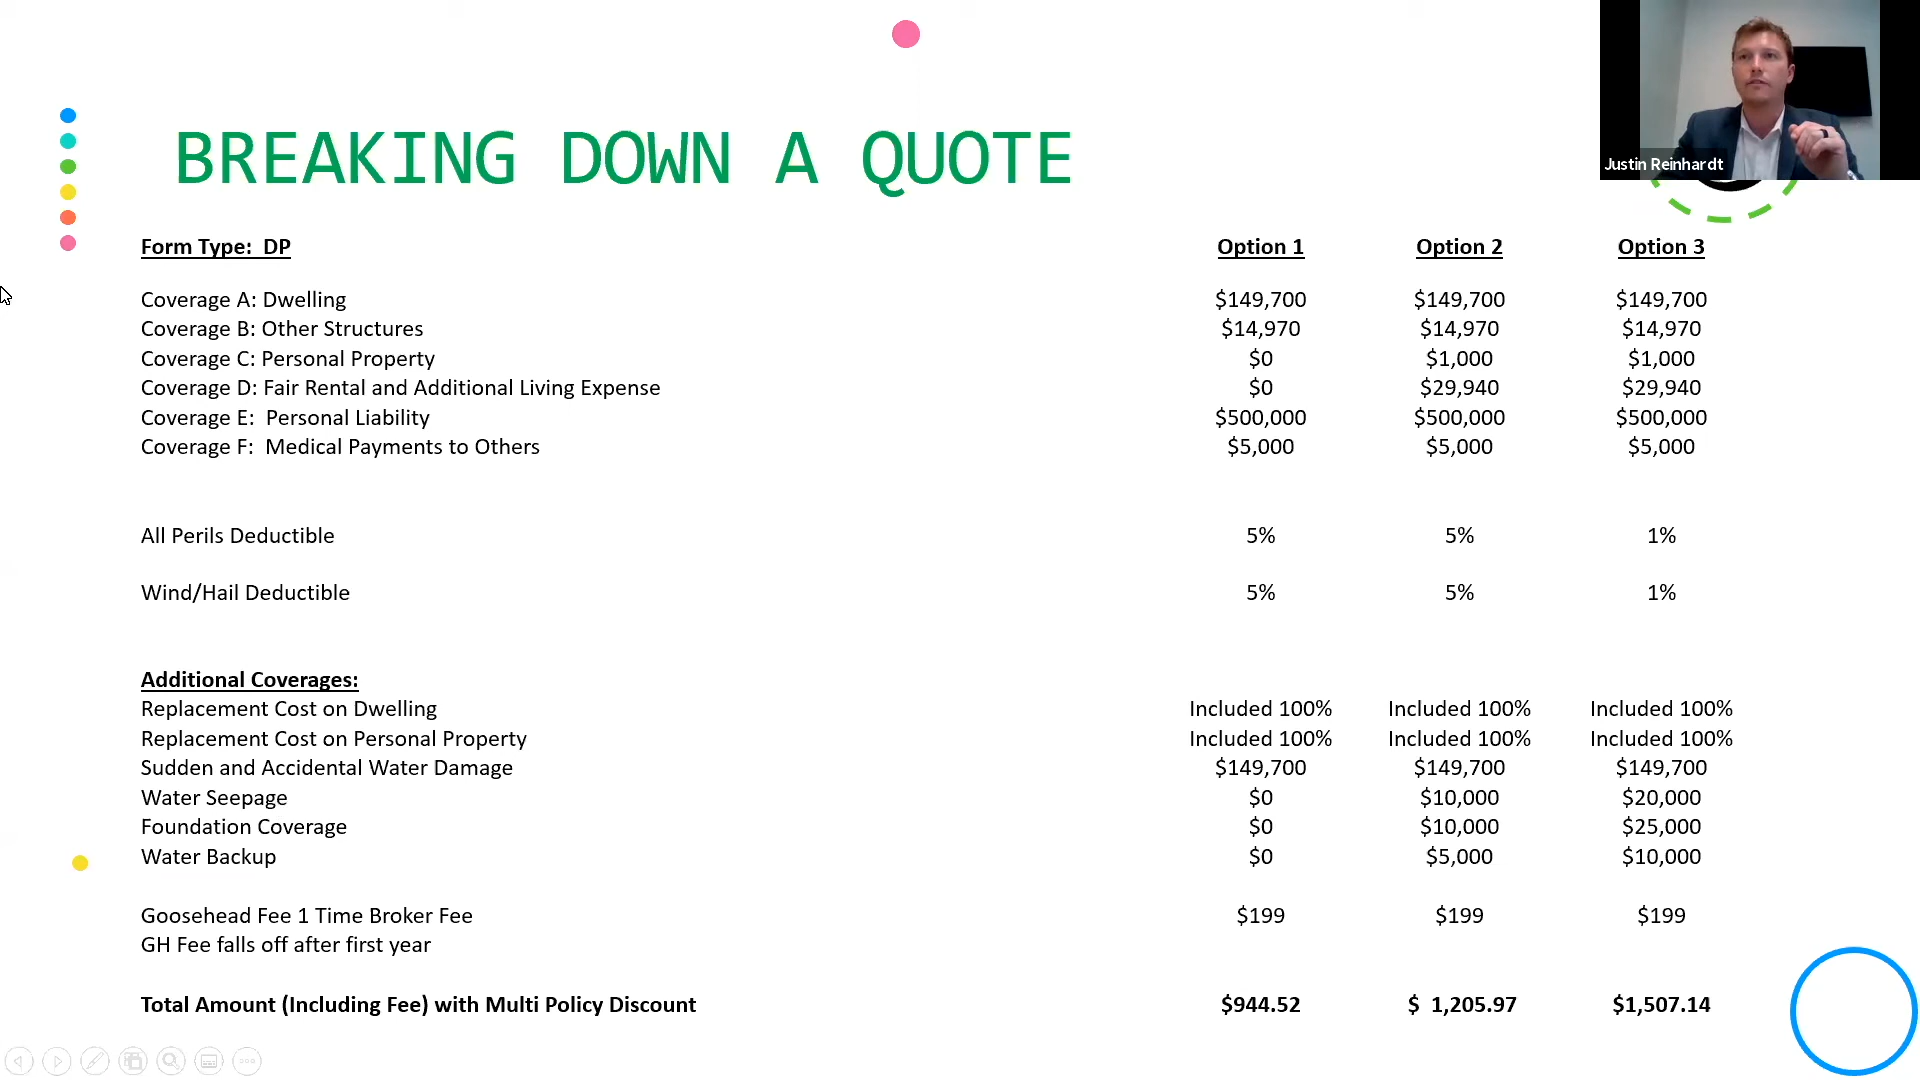 Justin Reinhardt
BREAKING DOWN A QUOTE
Form Type:  DP Option 1 Option 2 Option 3
Coverage A: Dwelling $149,700 $149,700 $149,700
Coverage B: Other Structures $14,970 $14,970 $14,970
Coverage C: Personal Property $0 $1,000 $1,000
Coverage D: Fair Rental and Additional Living Expense $0 $29,940 $29,940
Coverage E:  Personal Liability $500,000 $500,000 $500,000
Coverage F:  Medical Payments to Others $5,000 $5,000 $5,000
All Perils Deductible 5% 5% 1%
Wind/Hail Deductible 5% 5% 1%
Additional Coverages:
Replacement Cost on Dwelling Included 100% Included 100% Included 100%
Replacement Cost on Personal Property Included 100% Included 100% Included 100%
Sudden and Accidental Water Damage $149,700 $149,700 $149,700
Water Seepage $0 $10,000 $20,000
Foundation Coverage $0 $10,000 $25,000
Water Backup $0 $5,000 $10,000
Goosehead Fee 1 Time Broker Fee $199 $199 $199
GH Fee falls off after first year
Total Amount (Including Fee) with Multi Policy Discount $944.52 $ 1,205.97 $1,507.14